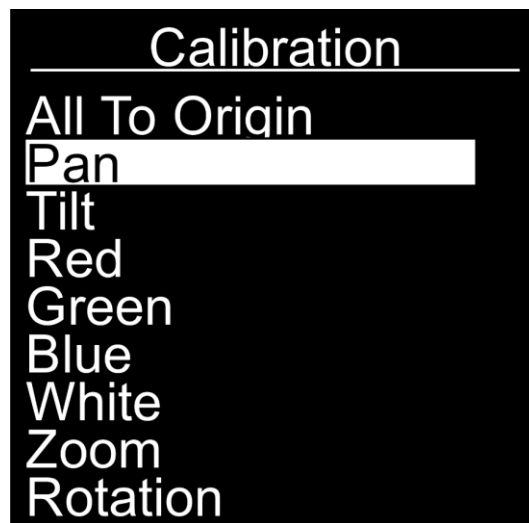 Calibration
All To Origin
Pan
Tilt
Red
Green
Blue
White
Zoom
Rotation